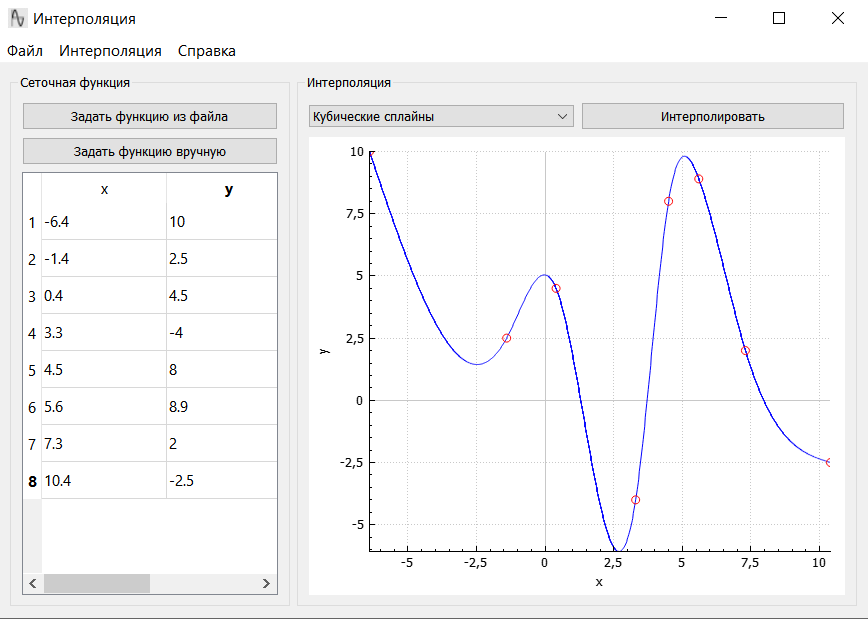 Интерполяция
Файл Интерполяция Справка
Сеточная функция
Задать функцию из файла
Задать функцию вручную
x y
1 -6.4 10
2 -1.4 2.5
3 0.4 4.5
4 3.3 -4
5 4.5 8
6 5.6 8.9
7 7.3 2
8 10.4 -2.5
Интерполяция
Кубические сплайны
Интерполировать
10
7,5
5
2,5
0
-2,5
-5
y
-5 -2,5 0 2,5 5 7,5 10
x